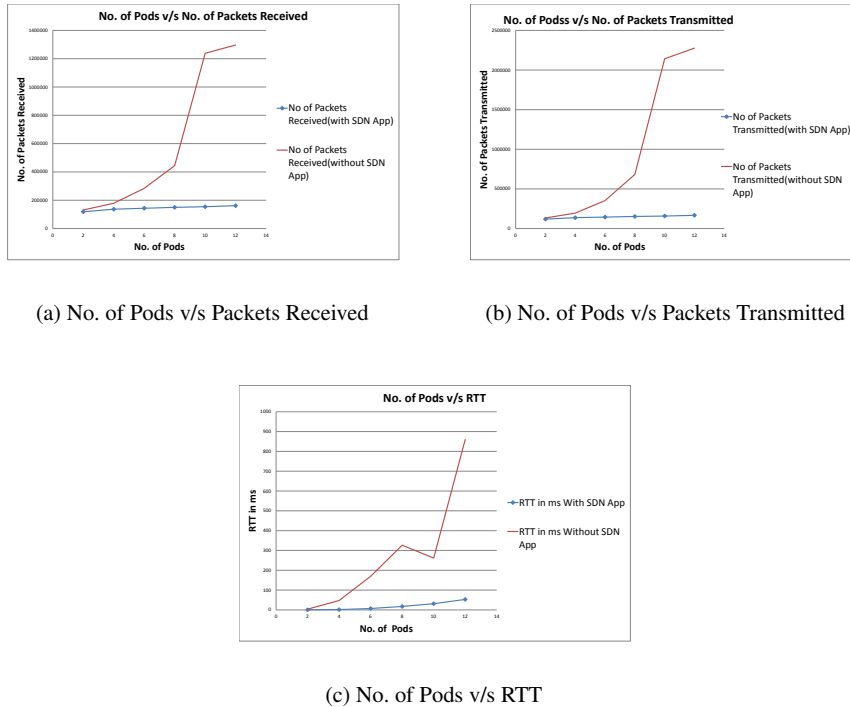 No. of Pods v/s No. of Packets Received
1400000
1200000
1000000
800000
600000
400000
200000
0
0 2 4 6 8 10 12 14
No. of Packets Received
No. of Pods
No of Packets
Received(with SDN App)
No of Packets
Received(without SDN
App)
(a) No. of Pods v/s Packets Received
No. of Podss v/s No. of Packets Transmitted
2500000
2000000
1500000
1000000
500000
0
0 2 4 6 8 10 12 14
No. of Packets Transmitted
No. of Pods
No of Packets
Transmitted(with SDN App)
No of Packets
Transmitted(without SDN
App)
(b) No. of Pods v/s Packets Transmitted
No. of Pods v/s RTT
1000
900
800
700
600
500
400
300
200
100
0
0 2 4 6 8 10 12 14
RTT in ms
No. of Pods
RTT in ms With SDN App
RTT in ms Without SDN
App
(c) No. of Pods v/s RTT